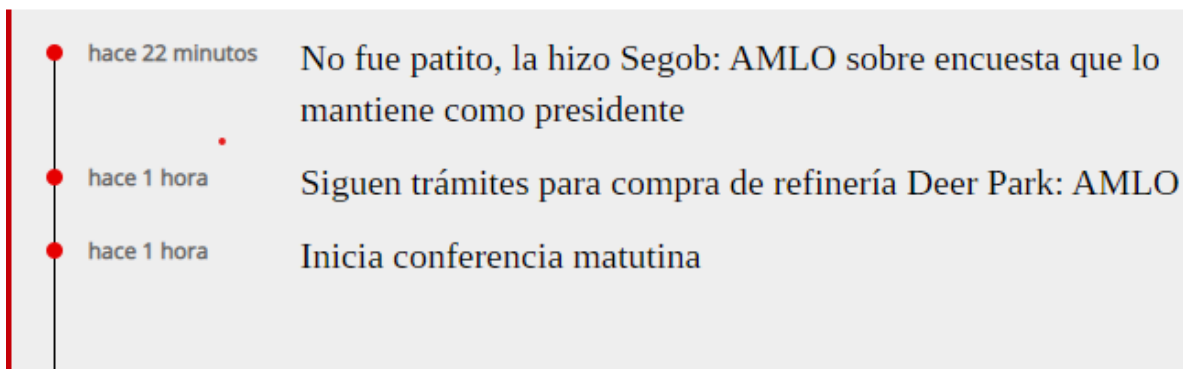 hace 22 minutos
No fue patito, la hizo Segob: AMLO sobre encuesta que lo
mantiene como presidente
hace 1 hora
Siguen trámites para compra de refinería Deer Park: AMLO
hace 1 hora
Inicia conferencia matutina